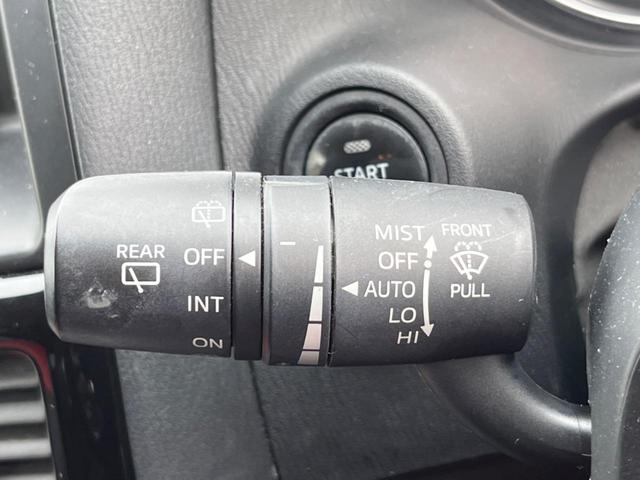 START
REAR
OFF
INT
ON
MIST
OFF
AUTO
LO
HI
FRONT
PULL